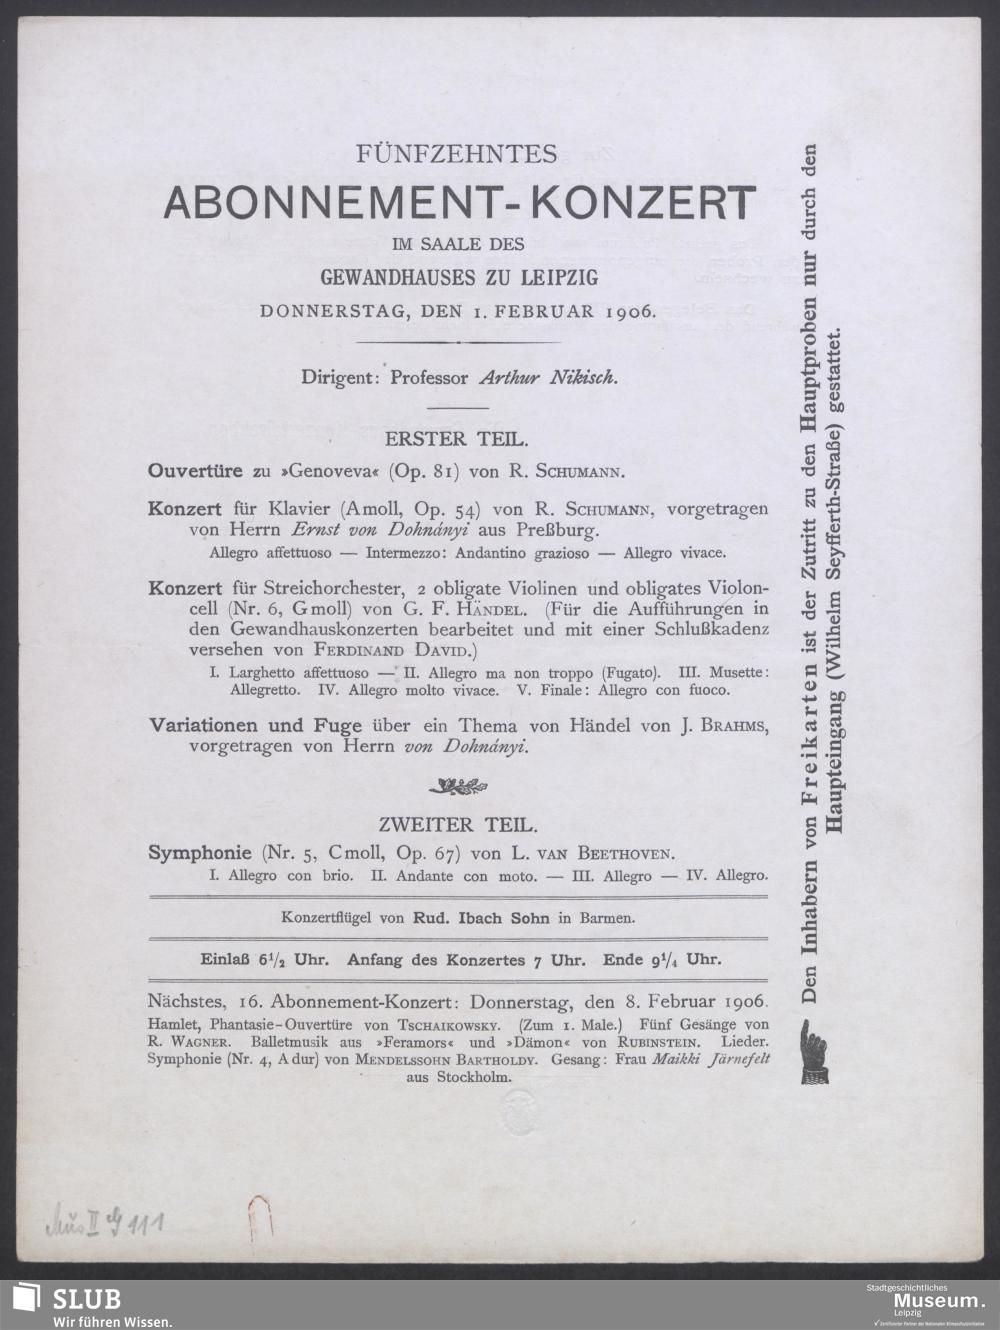 FÜNFZEHNTES
ABONNEMENT-KONZERT
IM SAALE DES
GEWANDHAUSES ZU LEIPZIG
DONNERSTAG, DEN 1. FEBRUAR 1906.
Dirigent: Professor Arthur Nikisch.
ERSTER TEIL.
Ouvertüre zu »Genoveva« (Op. 81) von R. SCHUMANN.
Konzert für Klavier (Amoll, Op. 54) von R. SCHUMANN, vorgetragen
von Herrn Ernst von Dohnányi aus Preßburg.
Allegro affettuoso — Intermezzo: Andantino grazioso — Allegro vivace.
Konzert für Streichorchester, 2 obligate Violinen und obligates Violon-
cell (Nr. 6, Gmoll) von G. F. HÄNDEL. (Für die Aufführungen in
den Gewandhauskonzerten bearbeitet und mit einer Schlußkadenz
versehen von FERDINAND DAVID.)
I. Larghetto affettuoso — II. Allegro ma non troppo (Fugato). III. Musette:
Allegretto. IV. Allegro molto vivace. V. Finale: Allegro con fuoco.
Variationen und Fuge über ein Thema von Händel von J. BRAHMS,
vorgetragen von Herrn von Dohnányi.
ZWEITER TEIL.
Symphonie (Nr. 5, Cmoll, Op. 67) von L. VAN BEETHOVEN.
I. Allegro con brio. II. Andante con moto. — III. Allegro — IV. Allegro.
Konzertflügel von Rud. Ibach Sohn in Barmen.
Einlaß 6½ Uhr. Anfang des Konzertes 7 Uhr. Ende 9¼ Uhr.
Nächstes, 16. Abonnement-Konzert: Donnerstag, den 8. Februar 1906.
Hamlet, Phantasie-Ouvertüre von TSCHAIKOWSKY. (Zum 1. Male.) Fünf Gesänge von
R. WAGNER. Balletmusik aus »Feramors« und »Dämon« von RUBINSTEIN. Lieder.
Symphonie (Nr. 4, A dur) von MENDELSSOHN BARTHOLDY. Gesang: Frau Maikki Järnefelt
aus Stockholm.
Den Inhabern von Freikarten ist der Zutritt zu den Hauptproben nur durch den
Haupteingang (Wilhelm Seyfferth-Straße) gestattet.
Mus II 111
SLUB
Wir führen Wissen.
Stadtgeschichtliches
Museum.
Leipzig